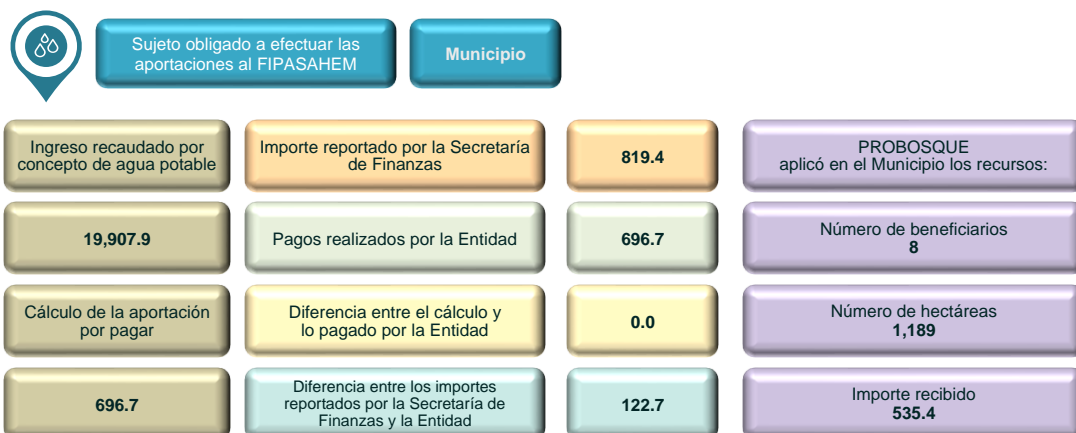 Sujeto obligado a efectuar las
aportaciones al FIPASAHEM
Municipio
Ingreso recaudado por
concepto de agua potable
Importe reportado por la Secretaría
de Finanzas
819.4
PROBOSQUE
aplicó en el Municipio los recursos:
19,907.9
Pagos realizados por la Entidad
696.7
Número de beneficiarios
8
Cálculo de la aportación
por pagar
Diferencia entre el cálculo y
lo pagado por la Entidad
0.0
Número de hectáreas
1,189
696.7
Diferencia entre los importes
reportados por la Secretaría de
Finanzas y la Entidad
122.7
Importe recibido
535.4